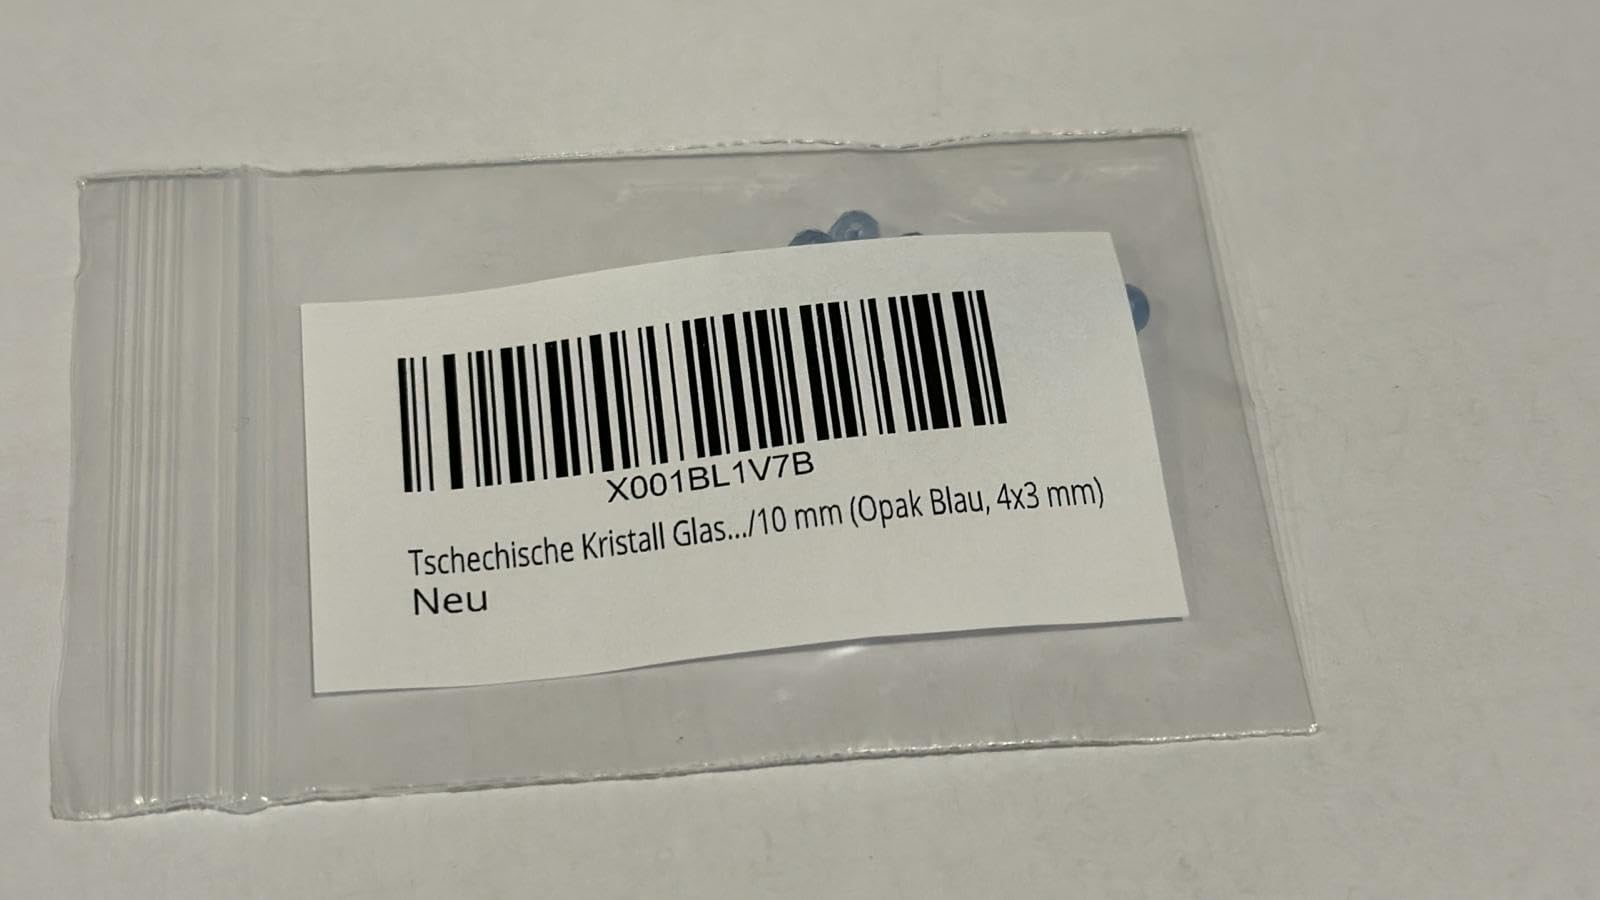 X001BL1V7B
Tschechische Kristall Glas.../10 mm (Opak Blau, 4x3 mm)
Neu